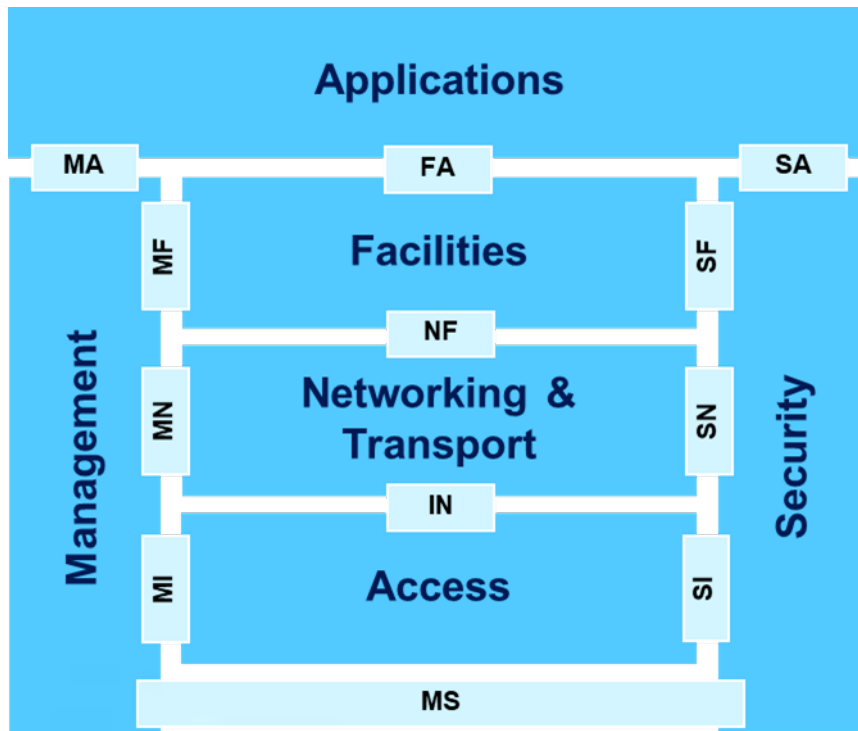 Applications
MA
FA
SA
MF
Facilities
SF
NF
Management
MN
Networking &
Transport
SN
Security
IN
MI
Access
SI
MS